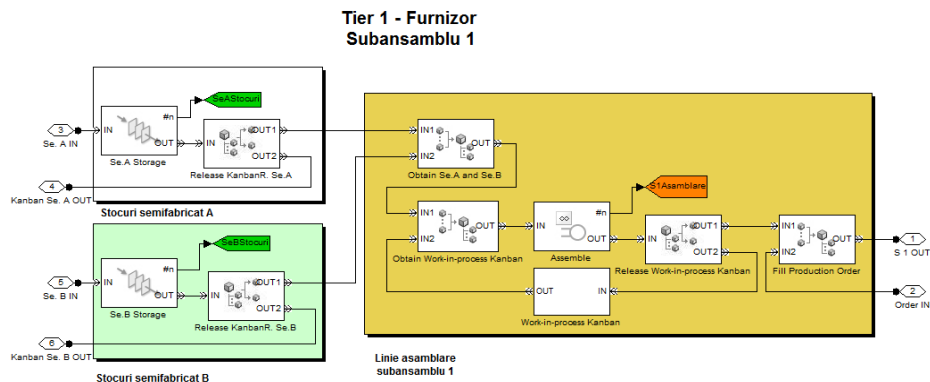 Tier 1 - Furnizor
Subansamblu 1
SeAStocuri
3
Se. A IN
IN
#n
OUT
Se.A Storage
IN
OUT1
OUT2
Release KanbanR. Se.A
4
Kanban Se. A OUT
Stocuri semifabricat A
SeBStocuri
5
Se. B IN
IN
#n
OUT
Se.B Storage
IN
OUT1
OUT2
Release KanbanR. Se.B
6
Kanban Se. B OUT
Stocuri semifabricat B
IN1
IN2
OUT
Obtain Se.A and Se.B
S1Asamblare
IN1
IN2
OUT
Obtain Work-in-process Kanban
IN
#n
OUT
Assemble
IN
OUT1
OUT2
Release Work-in-process Kanban
IN1
IN2
OUT
Fill Production Order
1
S 1 OUT
2
Order IN
OUT
IN
Work-in-process Kanban
Linie asamblare
subansamblu 1